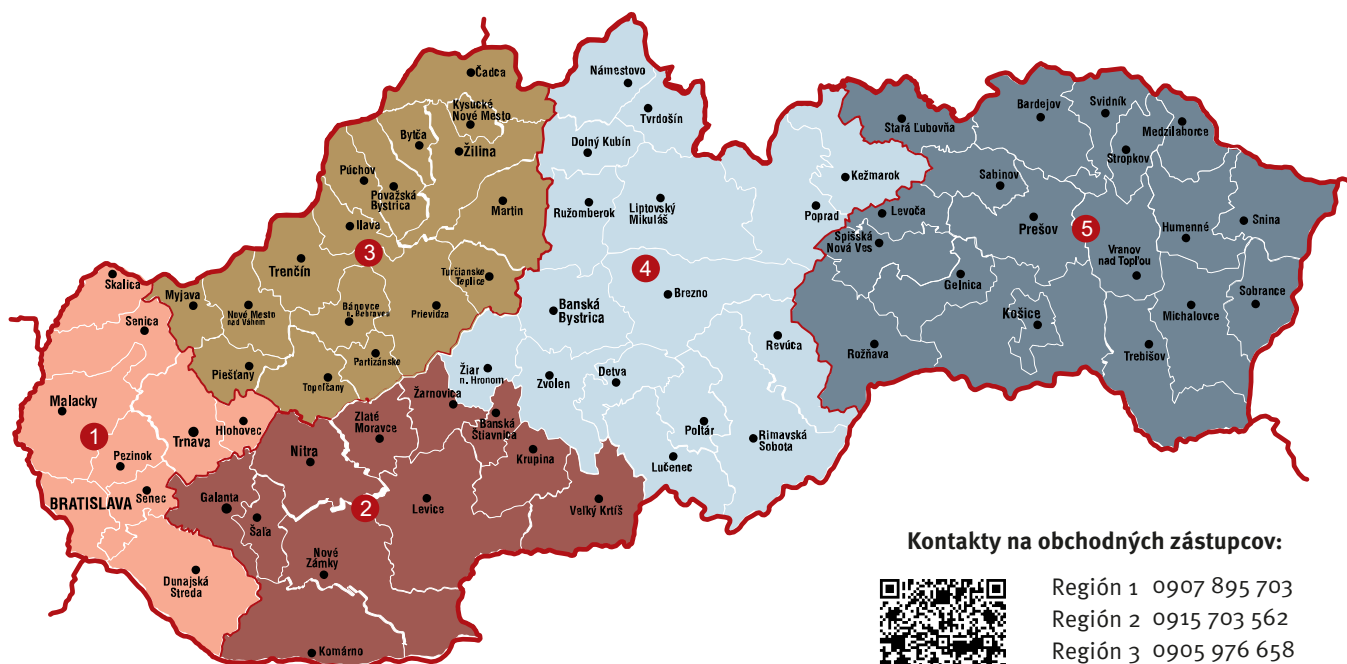 Čadca
Kysucké
Nové Mesto
Bytča
Žilina
Púchov
Považská
Bystrica
Martin
Ilava
3
Trenčín
Turčianske
Teplice
Myjava
Nové Mesto
nad Váhom
Bánovce
n. Bebravou
Prievidza
Partizánske
Piešťany
Topoľčany
Námestovo
Tvrdošín
Dolný Kubín
Kežmarok
Ružomberok
Liptovský
Mikuláš
Poprad
4
Brezno
Banská
Bystrica
Revúca
Žiar
n. Hronom
Zvolen
Detva
Poltár
Rimavská
Sobota
Lučenec
Bardejov
Svidník
Medzilaborce
Stará Ľubovňa
Stropkov
Sabinov
Levoča
Prešov
5
Humenné
Snina
Spišská
Nová Ves
Vranov
nad Topľou
Gelnica
Košice
Michalovce
Sobrance
Rožňava
Trebišov
Skalica
Senica
Malacky
1
Trnava
Hlohovec
Pezinok
BRATISLAVA
Senec
Dunajská
Streda
Žarnovica
Zlaté
Moravce
Banská
Štiavnica
Nitra
Krupina
Galanta
2
Levice
Veľký Krtíš
Šaľa
Nové
Zámky
Komárno
Kontakty na obchodných zástupcov:
Región 1 0907 895 703
Región 2 0915 703 562
Región 3 0905 976 658